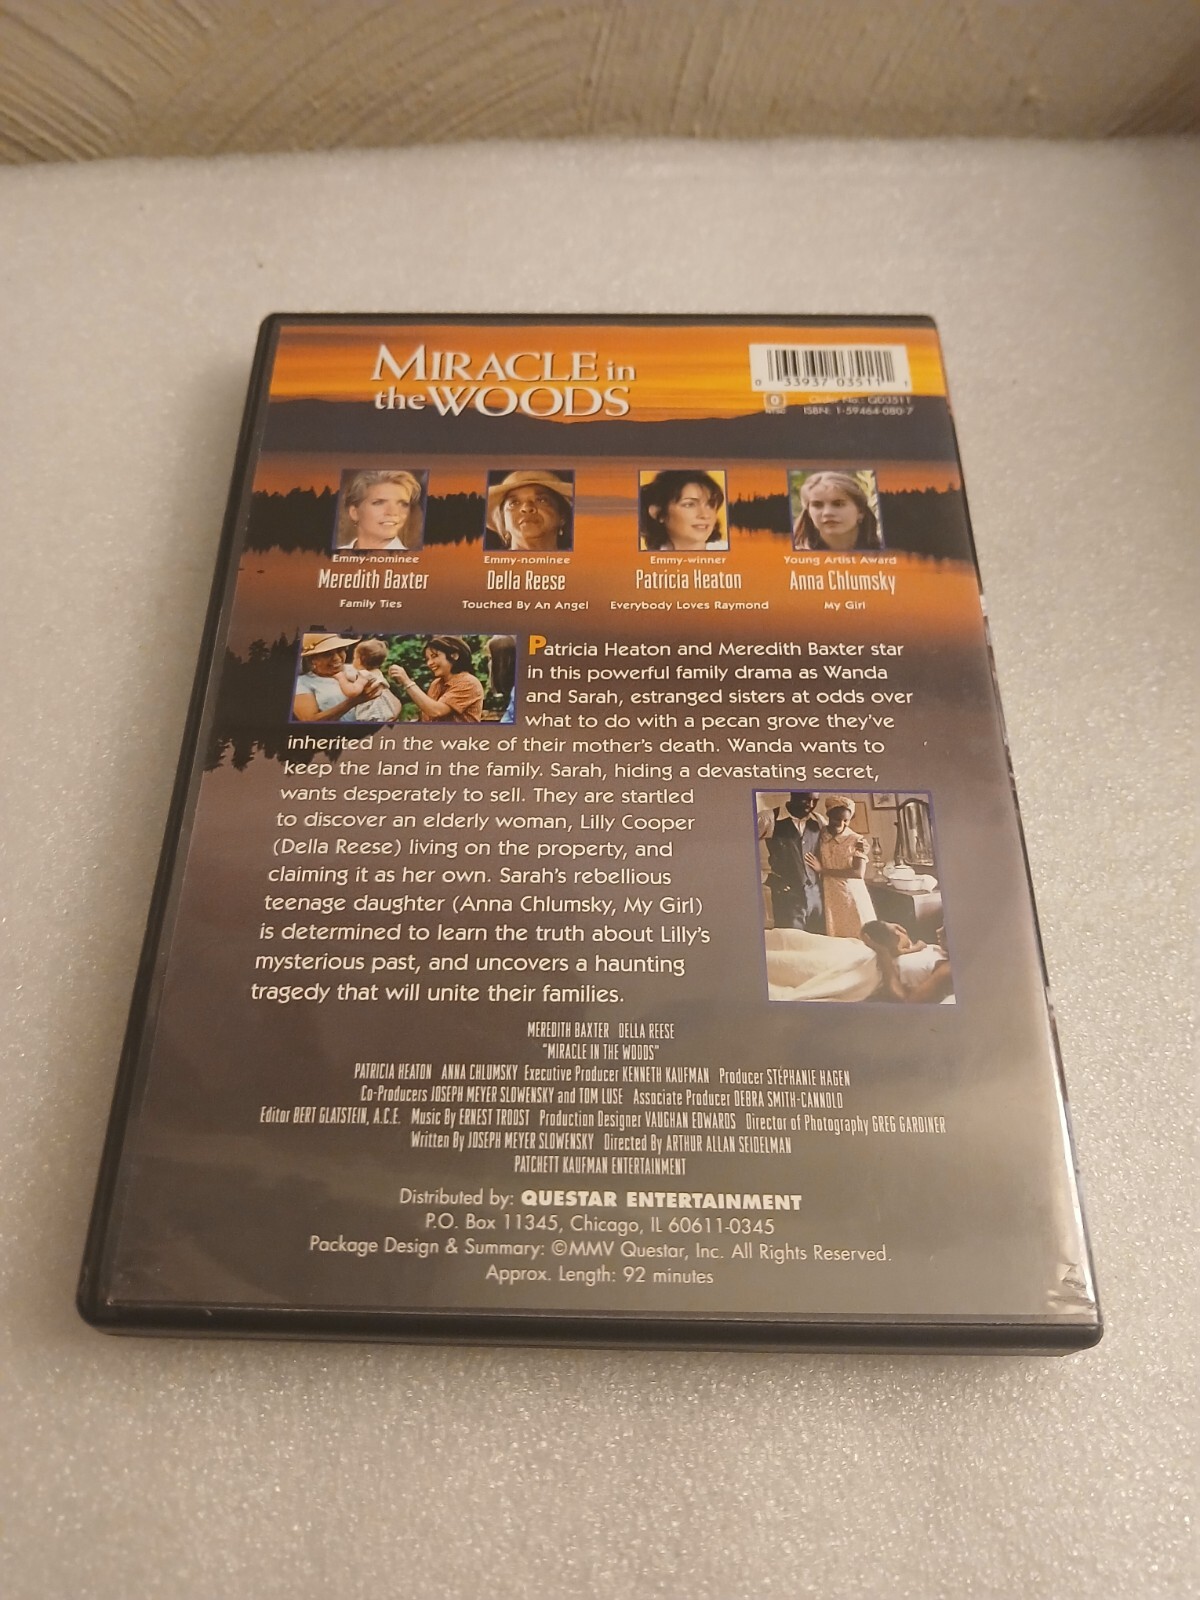 MIRACLE in
the WOODS
0 33937 03511 1
0
NTSC
Order No.: QD3511
ISBN: 1-59464-080-7
Emmy-nominee
Meredith Baxter
Family Ties
Emmy-nominee
Della Reese
Touched By An Angel
Emmy-winner
Patricia Heaton
Everybody Loves Raymond
Young Artist Award
Anna Chlumsky
My Girl
Patricia Heaton and Meredith Baxter star
in this powerful family drama as Wanda
and Sarah, estranged sisters at odds over
what to do with a pecan grove they've
inherited in the wake of their mother's death. Wanda wants to
keep the land in the family. Sarah, hiding a devastating secret,
wants desperately to sell. They are startled
to discover an elderly woman, Lilly Cooper
(Della Reese) living on the property, and
claiming it as her own. Sarah's rebellious
teenage daughter (Anna Chlumsky, My Girl)
is determined to learn the truth about Lilly's
mysterious past, and uncovers a haunting
tragedy that will unite their families.
MEREDITH BAXTER DELLA REESE
"MIRACLE IN THE WOODS"
PATRICIA HEATON ANNA CHLUMSKY Executive Producer KENNETH KAUFMAN Producer STEPHANIE HAGEN
Co-Producers JOSEPH MEYER SLOWENSKY and TOM LUSE Associate Producer DEBRA SMITH-CANNOLD
Editor BERT GLATSTEIN, A.C.E. Music By ERNEST TROOST Production Designer VAUGHAN EDWARDS Director of Photography GREG GARDINER
Written By JOSEPH MEYER SLOWENSKY Directed By ARTHUR ALLAN SEIDELMAN
PATCHETT KAUFMAN ENTERTAINMENT
Distributed by: QUESTAR ENTERTAINMENT
P.O. Box 11345, Chicago, IL 60611-0345
Package Design & Summary: ©MMV Questar, Inc. All Rights Reserved.
Approx. Length: 92 minutes